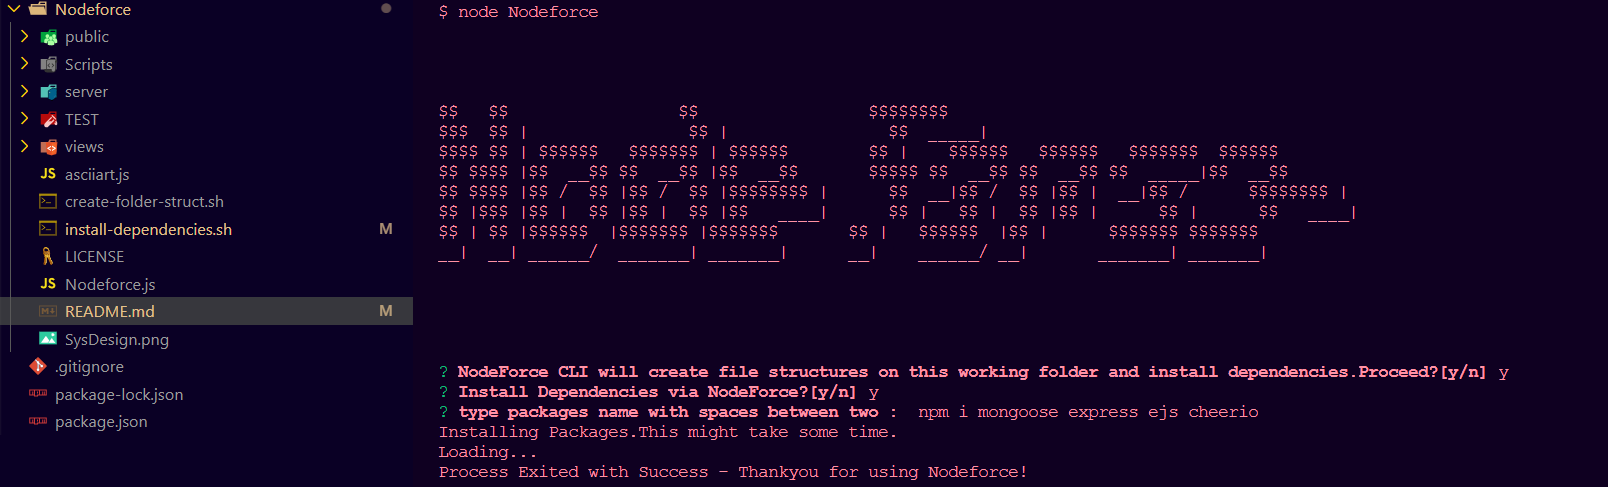 Nodeforce
public
Scripts
server
TEST
views
JS asciiart.js
create-folder-struct.sh
install-dependencies.sh M
LICENSE
JS Nodeforce.js
README.md M
SysDesign.png
.gitignore
package-lock.json
package.json
$ node Nodeforce
$$   $$                 $$                 $$$$$$$$
$$$  $$ |                $$ |                $$  _____|
$$$$ $$ | $$$$$$   $$$$$$$ | $$$$$$        $$ |    $$$$$$   $$$$$$   $$$$$$$  $$$$$$
$$ $$$$ |$$  __$$ $$  __$$ |$$  __$$       $$$$$ $$  __$$ $$  __$$ $$  _____|$$  __$$
$$ $$$$ |$$ /  $$ |$$ /  $$ |$$$$$$$$ |      $$  __|$$ /  $$ |$$ |  __|$$ /      $$$$$$$$ |
$$ |$$$ |$$ |  $$ |$$ |  $$ |$$   ____|      $$ |   $$ |  $$ |$$ |      $$ |      $$   ____|
$$ | $$ |$$$$$$  |$$$$$$$ |$$$$$$$       $$ |   $$$$$$  |$$ |      $$$$$$$ $$$$$$$
__|  __| ______/  _______| _______|      __|    ______/ __|       _______| _______|
? NodeForce CLI will create file structures on this working folder and install dependencies.Proceed?[y/n] y
? Install Dependencies via NodeForce?[y/n] y
? type packages name with spaces between two :  npm i mongoose express ejs cheerio
Installing Packages.This might take some time.
Loading...
Process Exited with Success - Thankyou for using Nodeforce!